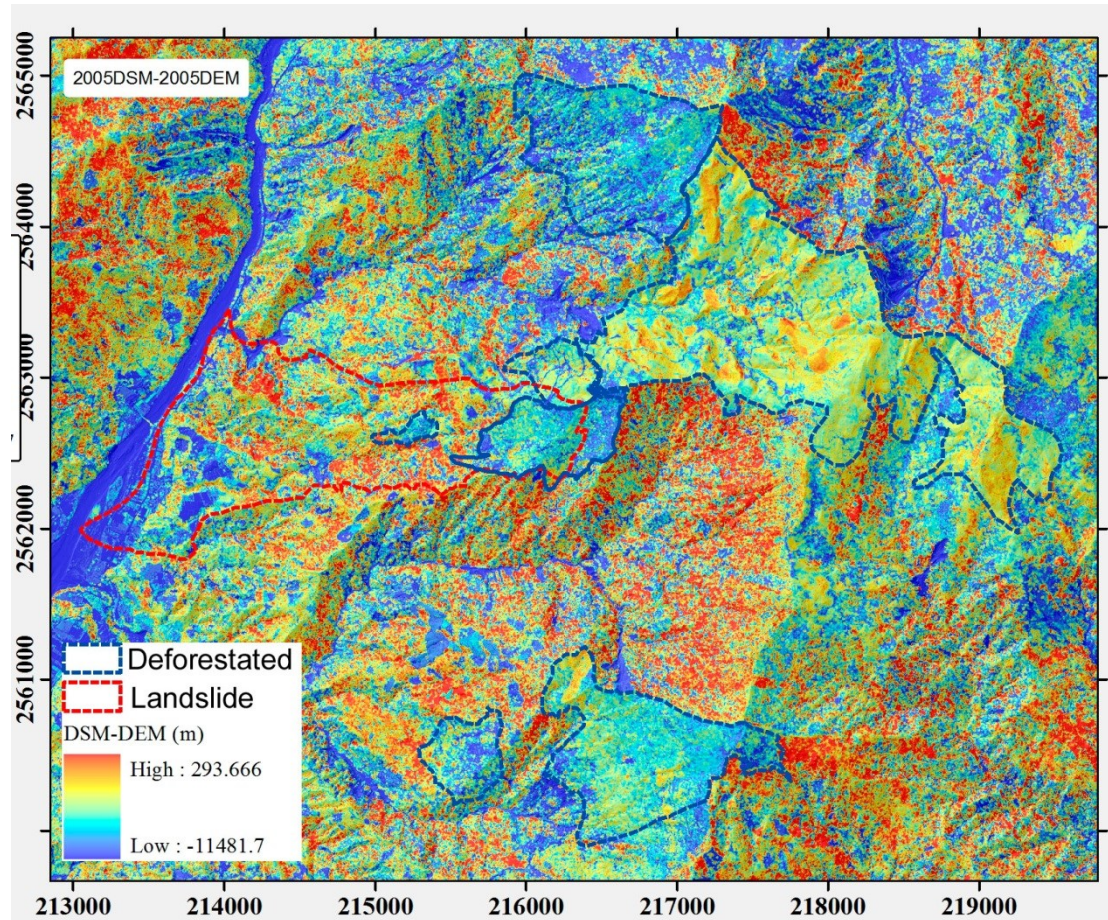 2005DSM-2005DEM
2565000
2564000
2563000
2562000
2561000
Deforestated
Landslide
DSM-DEM (m)
High : 293.666
Low : -11481.7
213000 214000 215000 216000 217000 218000 219000